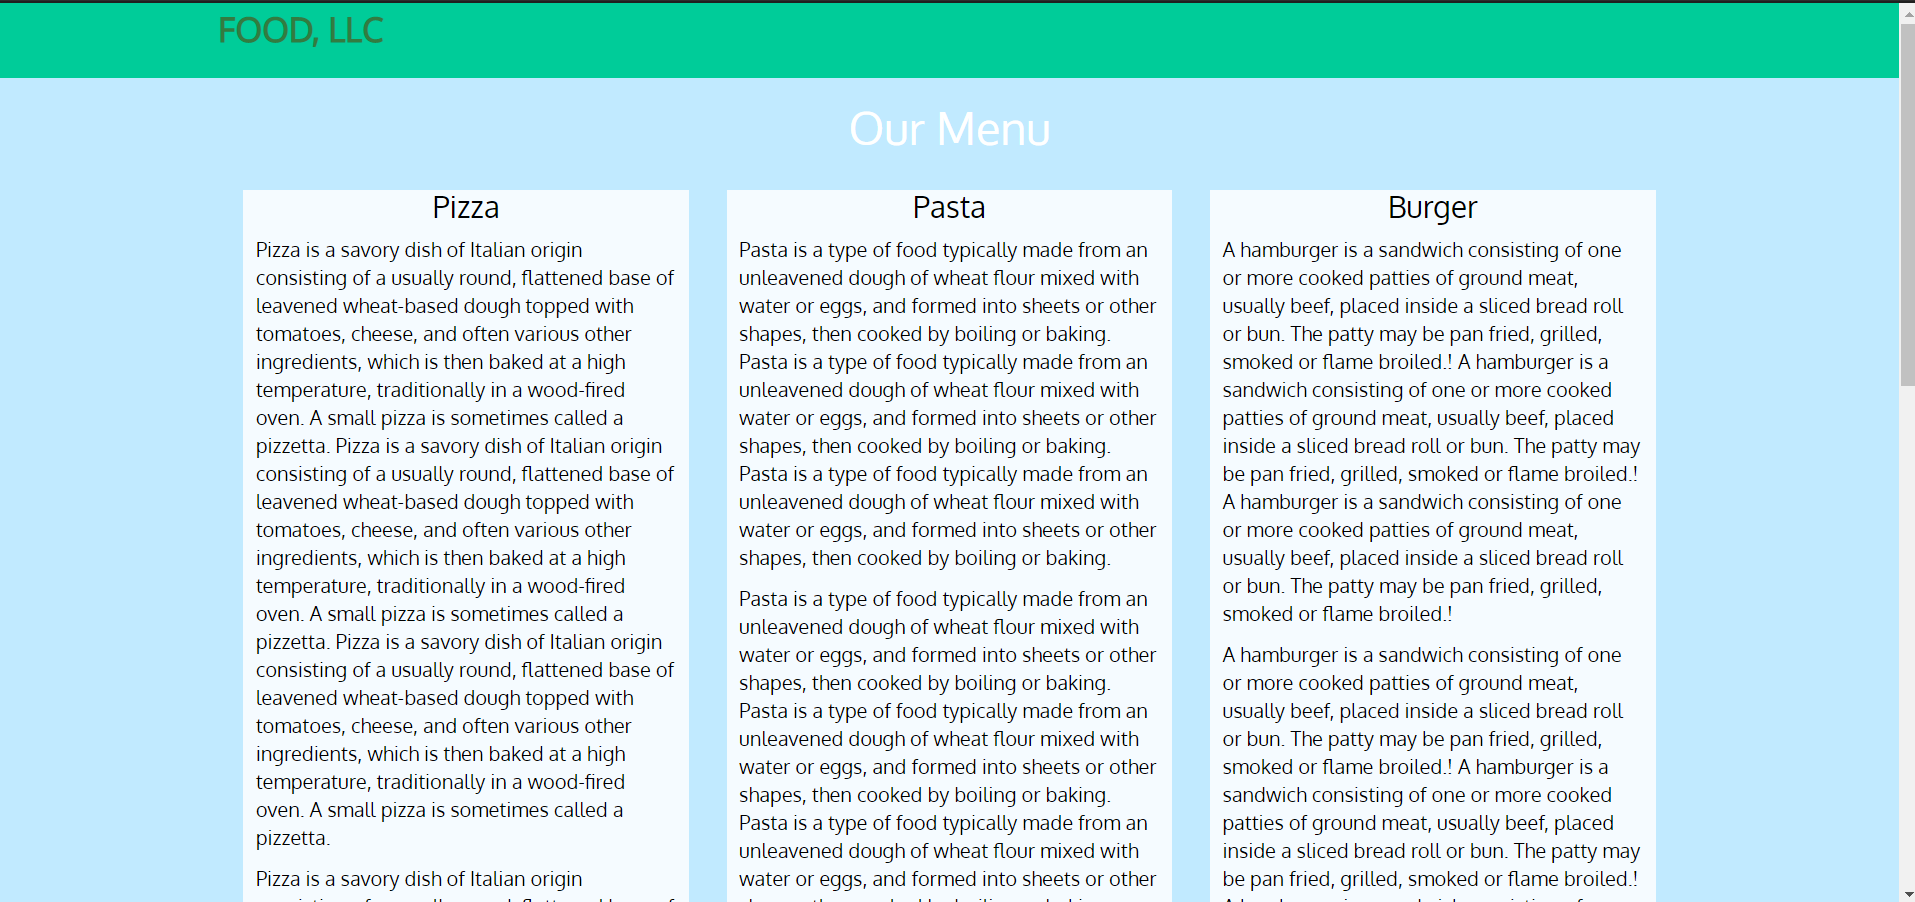 FOOD, LLC
Our Menu
Pizza
Pizza is a savory dish of Italian origin
consisting of a usually round, flattened base of
leavened wheat-based dough topped with
tomatoes, cheese, and often various other
ingredients, which is then baked at a high
temperature, traditionally in a wood-fired
oven. A small pizza is sometimes called a
pizzetta. Pizza is a savory dish of Italian origin
consisting of a usually round, flattened base of
leavened wheat-based dough topped with
tomatoes, cheese, and often various other
ingredients, which is then baked at a high
temperature, traditionally in a wood-fired
oven. A small pizza is sometimes called a
pizzetta. Pizza is a savory dish of Italian origin
consisting of a usually round, flattened base of
leavened wheat-based dough topped with
tomatoes, cheese, and often various other
ingredients, which is then baked at a high
temperature, traditionally in a wood-fired
oven. A small pizza is sometimes called a
pizzetta.
Pizza is a savory dish of Italian origin
Pasta
Pasta is a type of food typically made from an
unleavened dough of wheat flour mixed with
water or eggs, and formed into sheets or other
shapes, then cooked by boiling or baking.
Pasta is a type of food typically made from an
unleavened dough of wheat flour mixed with
water or eggs, and formed into sheets or other
shapes, then cooked by boiling or baking.
Pasta is a type of food typically made from an
unleavened dough of wheat flour mixed with
water or eggs, and formed into sheets or other
shapes, then cooked by boiling or baking.
Pasta is a type of food typically made from an
unleavened dough of wheat flour mixed with
water or eggs, and formed into sheets or other
shapes, then cooked by boiling or baking.
Pasta is a type of food typically made from an
unleavened dough of wheat flour mixed with
water or eggs, and formed into sheets or other
shapes, then cooked by boiling or baking.
Pasta is a type of food typically made from an
unleavened dough of wheat flour mixed with
water or eggs, and formed into sheets or other
Burger
A hamburger is a sandwich consisting of one
or more cooked patties of ground meat,
usually beef, placed inside a sliced bread roll
or bun. The patty may be pan fried, grilled,
smoked or flame broiled.! A hamburger is a
sandwich consisting of one or more cooked
patties of ground meat, usually beef, placed
inside a sliced bread roll or bun. The patty may
be pan fried, grilled, smoked or flame broiled.!
A hamburger is a sandwich consisting of one
or more cooked patties of ground meat,
usually beef, placed inside a sliced bread roll
or bun. The patty may be pan fried, grilled,
smoked or flame broiled.!
A hamburger is a sandwich consisting of one
or more cooked patties of ground meat,
usually beef, placed inside a sliced bread roll
or bun. The patty may be pan fried, grilled,
smoked or flame broiled.! A hamburger is a
sandwich consisting of one or more cooked
patties of ground meat, usually beef, placed
inside a sliced bread roll or bun. The patty may
be pan fried, grilled, smoked or flame broiled.!